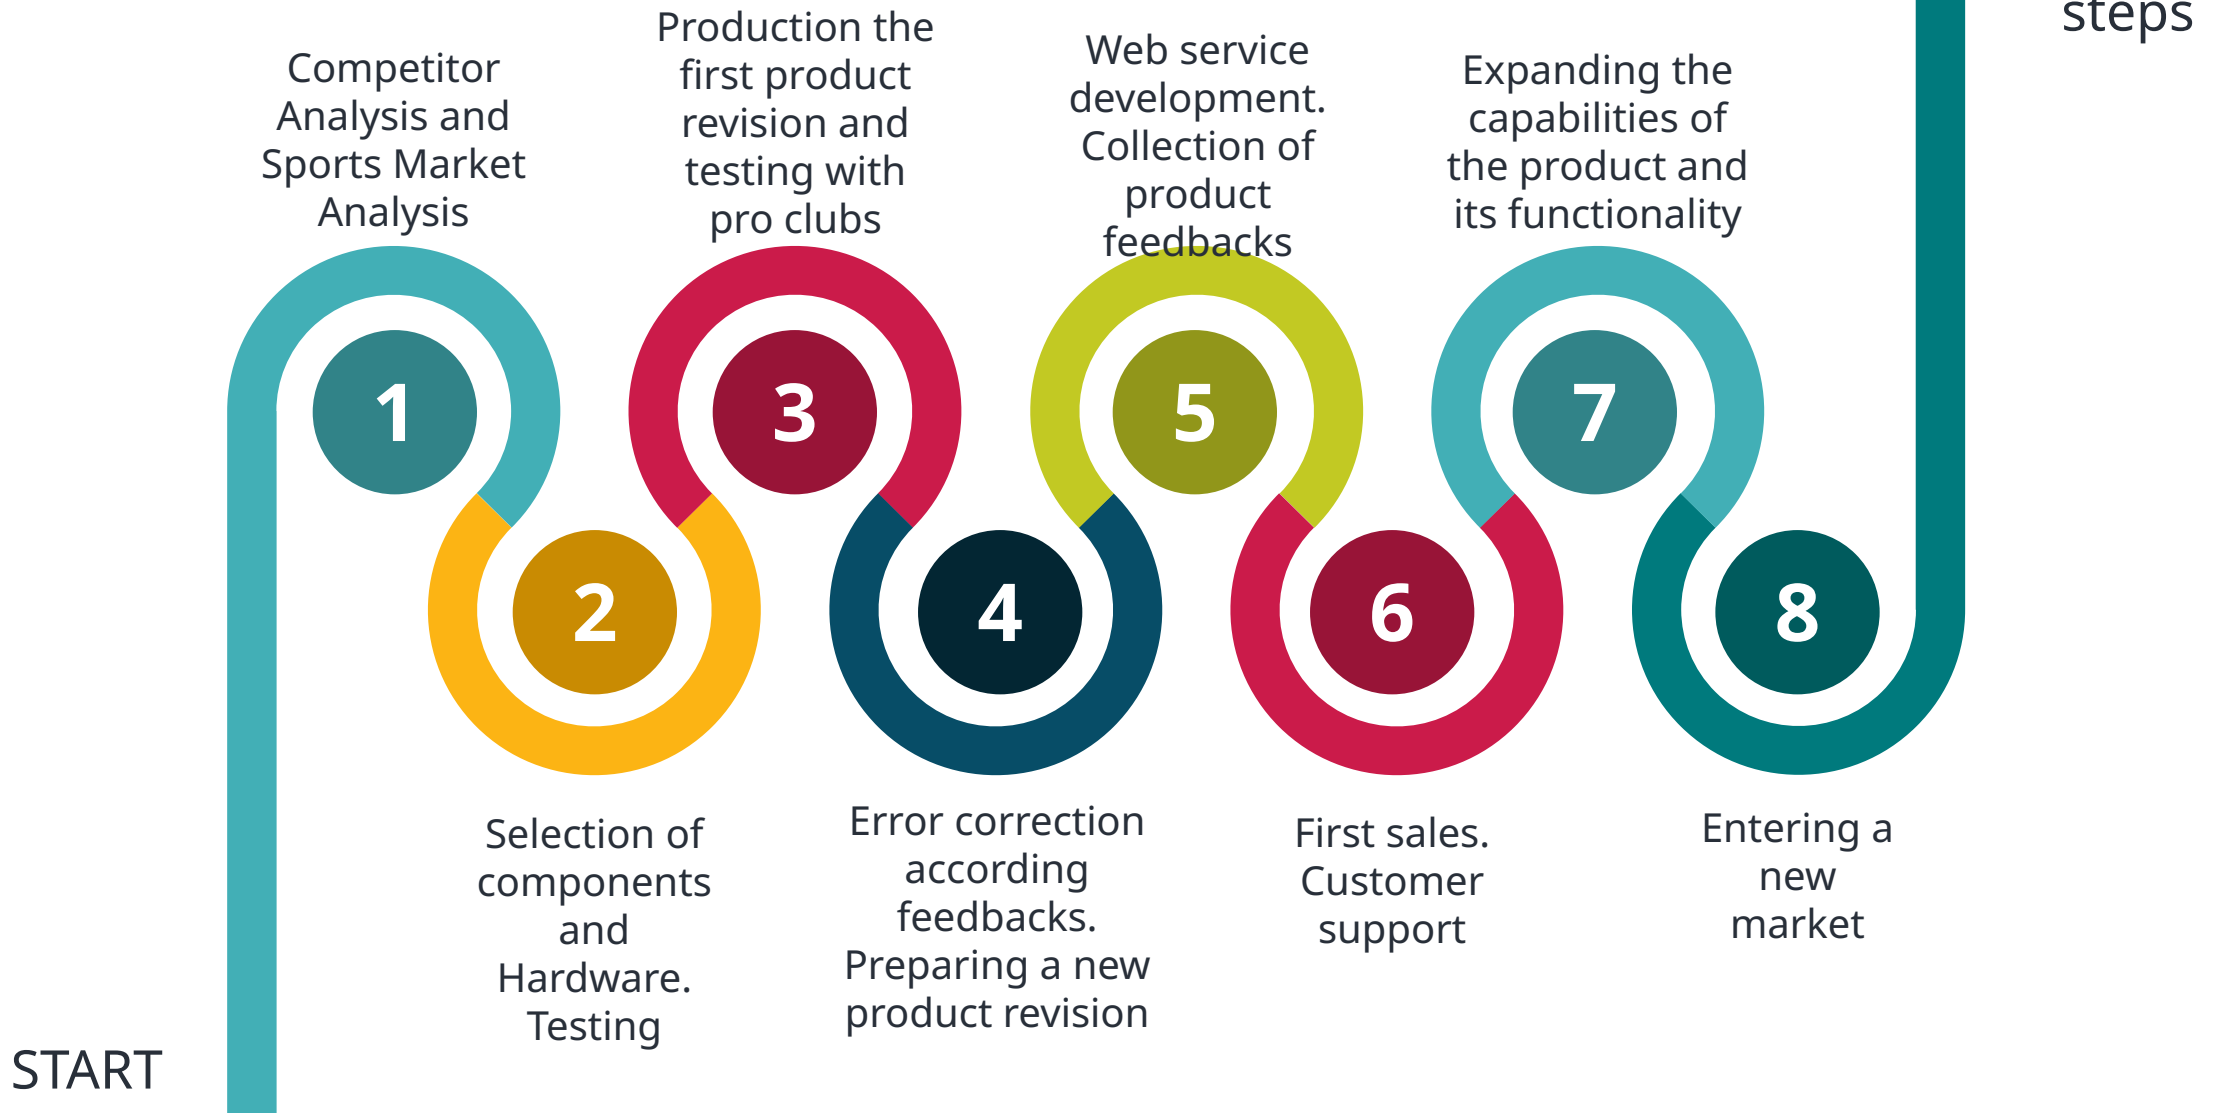 steps
Competitor
Analysis and
Sports Market
Analysis
Production the
first product
revision and
testing with
pro clubs
Web service
development.
Collection of
product
feedbacks
Expanding the
capabilities of
the product and
its functionality
1
3
5
7
2
4
6
8
Selection of
components
and
Hardware.
Testing
Error correction
according
feedbacks.
Preparing a new
product revision
First sales.
Customer
support
Entering a
new
market
START